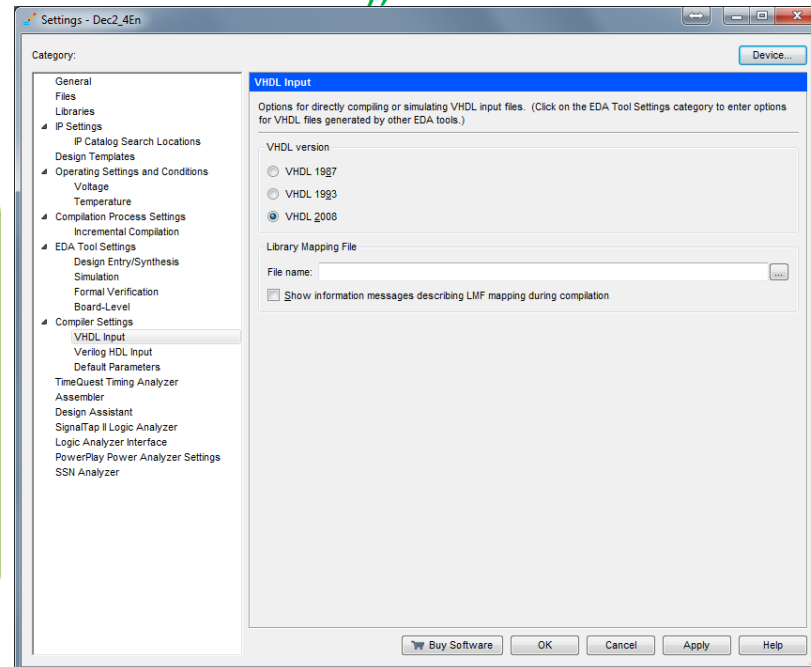 Settings - Dec2_4En
Category:
Device...
General
Files
Libraries
IP Settings
IP Catalog Search Locations
Design Templates
Operating Settings and Conditions
Voltage
Temperature
Compilation Process Settings
Incremental Compilation
EDA Tool Settings
Design Entry/Synthesis
Simulation
Formal Verification
Board-Level
Compiler Settings
VHDL Input
Verilog HDL Input
Default Parameters
TimeQuest Timing Analyzer
Assembler
Design Assistant
SignalTap II Logic Analyzer
Logic Analyzer Interface
PowerPlay Power Analyzer Settings
SSN Analyzer
VHDL Input
Options for directly compiling or simulating VHDL input files. (Click on the EDA Tool Settings category to enter options
for VHDL files generated by other EDA tools.)
VHDL version
VHDL 1987
VHDL 1993
VHDL 2008
Library Mapping File
File name:
...
Show information messages describing LMF mapping during compilation
Buy Software
OK
Cancel
Apply
Help